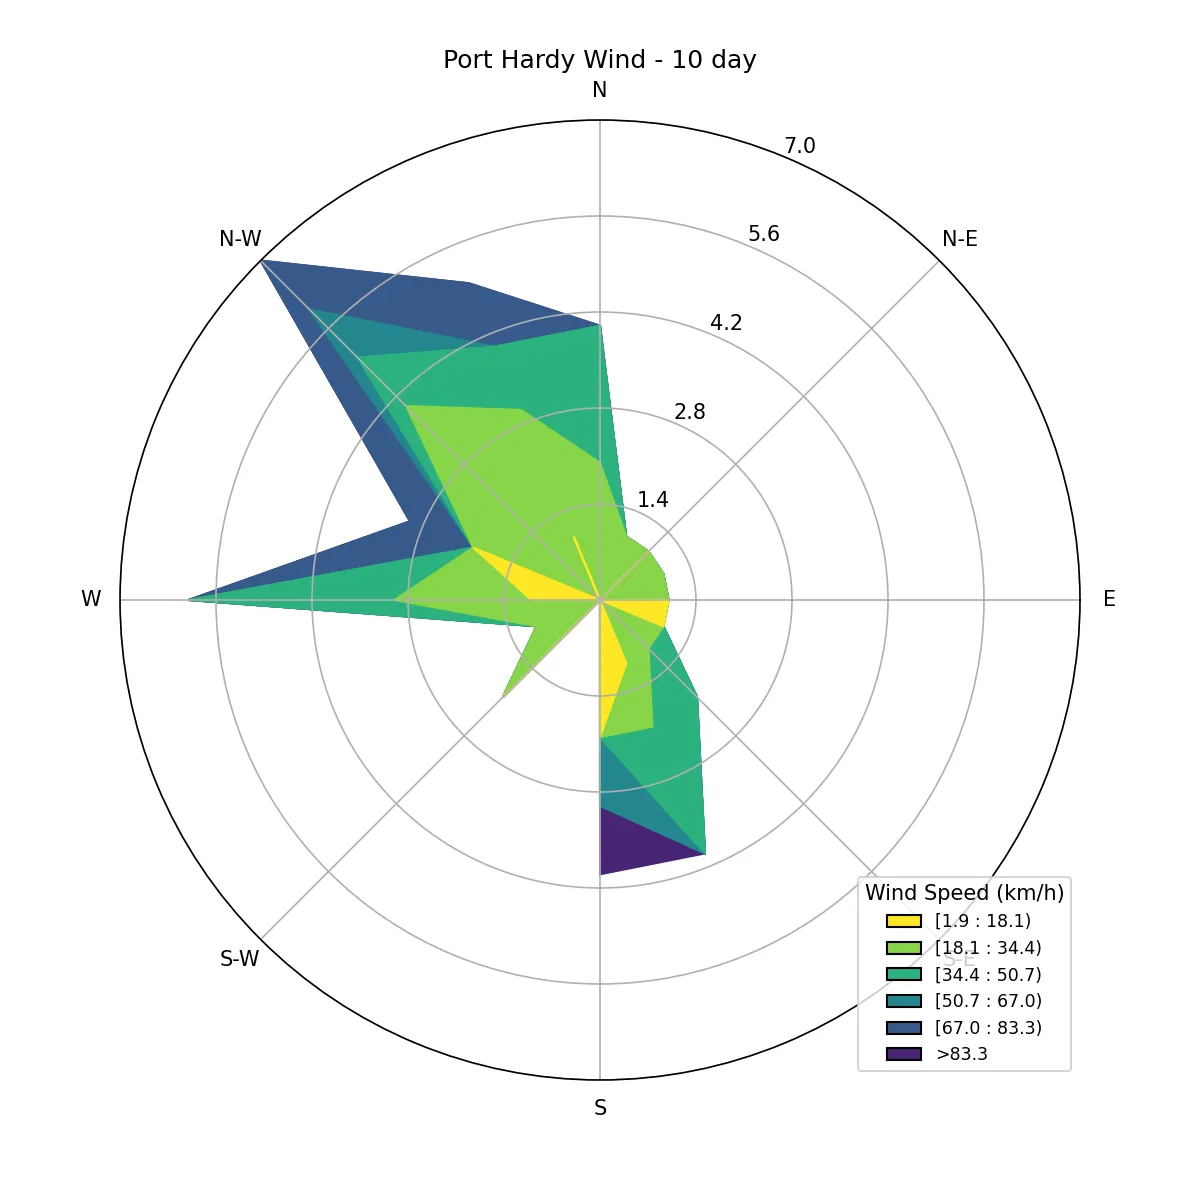 Port Hardy Wind - 10 day
N
7.0
N-W
N-E
5.6
4.2
2.8
1.4
W
E
Wind Speed (km/h)
[1.9 : 18.1)
[18.1 : 34.4)
S-W
S-E
[34.4 : 50.7)
[50.7 : 67.0)
[67.0 : 83.3)
>83.3
S